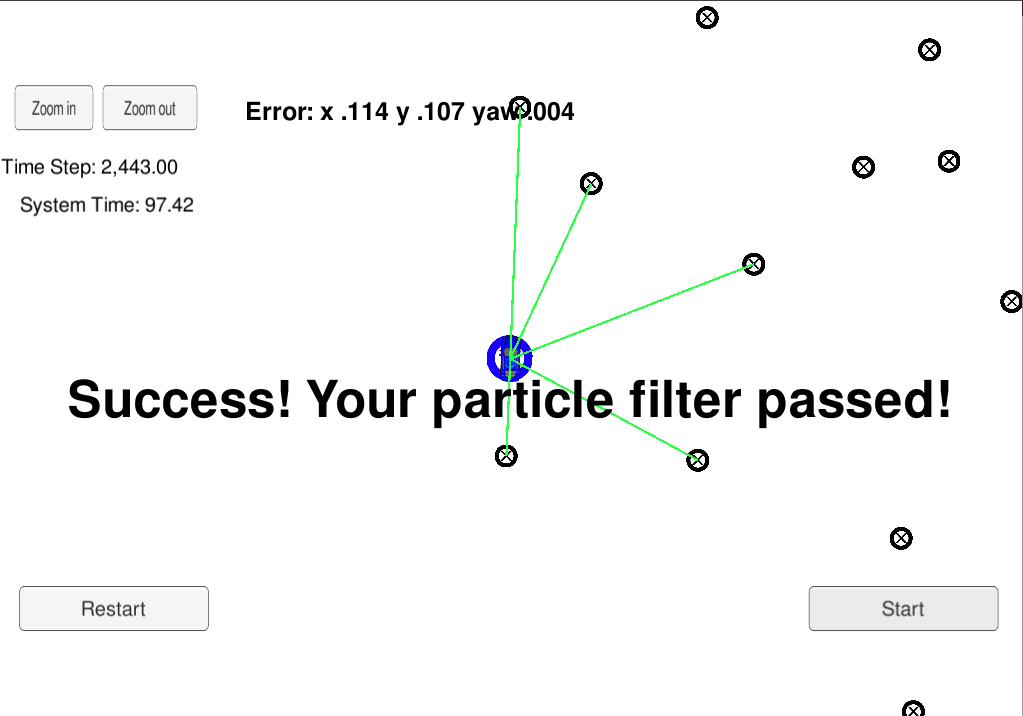 Zoom in
Zoom out
Error: x .114 y .107 yaw .004
Time Step: 2,443.00
System Time: 97.42
Success! Your particle filter passed!
Restart
Start